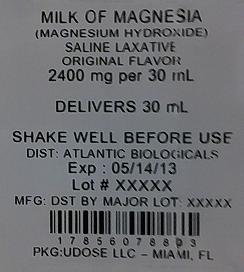 MILK OF MAGNESIA
(MAGNESIUM HYDROXIDE)
SALINE LAXATIVE
ORIGINAL FLAVOR
2400 mg per 30 mL
DELIVERS 30 mL
SHAKE WELL BEFORE USE
DIST: ATLANTIC BIOLOGICALS
Exp : 05/14/13
Lot # XXXXX
MFG: DST BY MAJOR LOT: XXXXX
17856078803
PKG:UDOSE LLC – MIAMI, FL